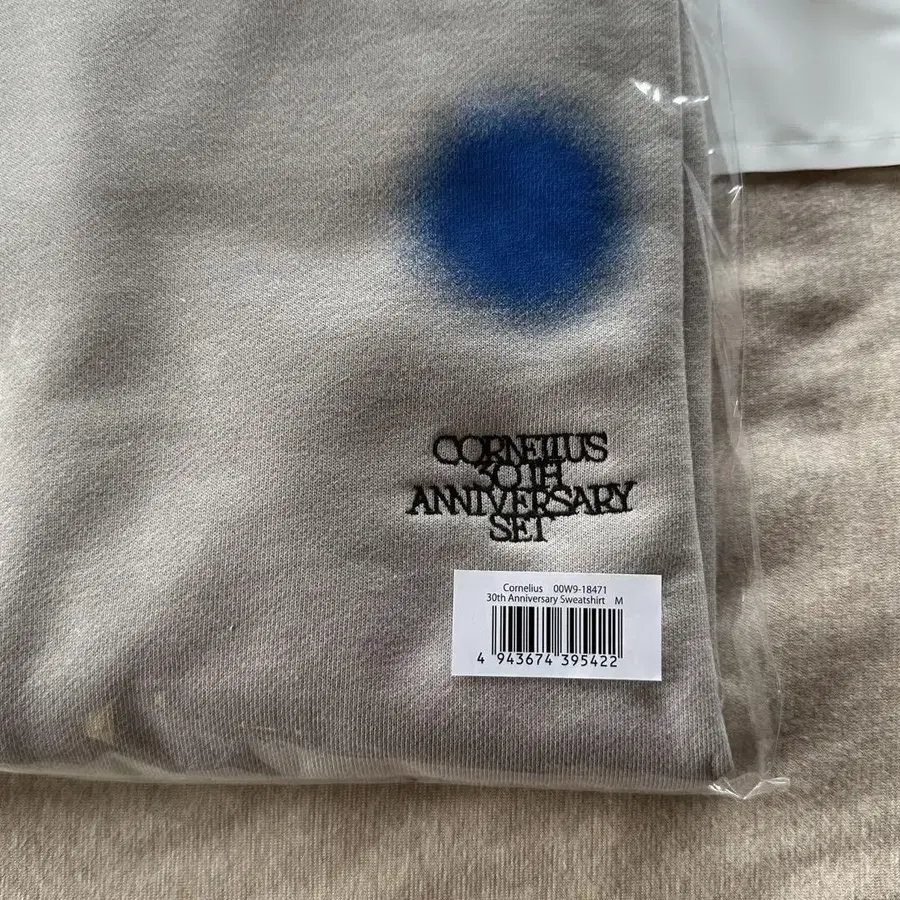 CORNELIUS
30TH
ANNIVERSARY
SET
Cornelius 00W9-18471
30th Anniversary Sweatshirt M
4 943674 395422